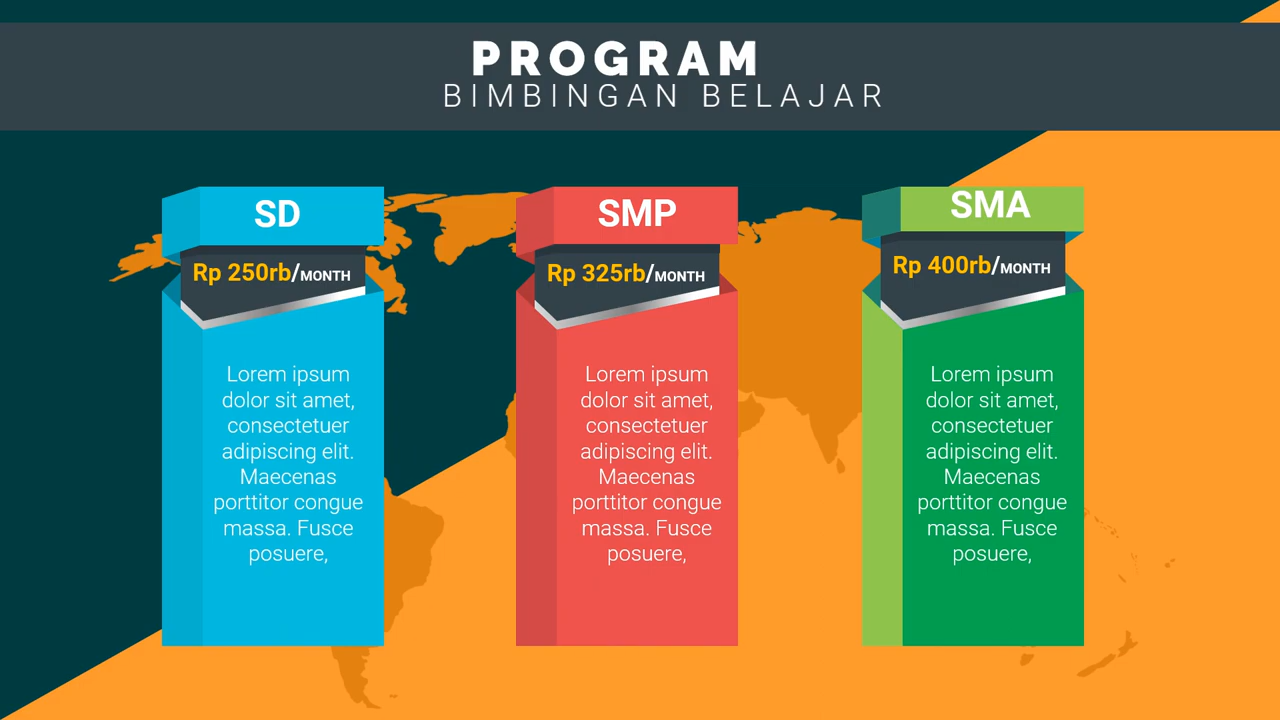 PROGRAM
BIMBINGAN BELAJAR
SD
Rp 250rb/MONTH
Lorem ipsum
dolor sit amet,
consectetuer
adipiscing elit.
Maecenas
porttitor congue
massa. Fusce
posuere,
SMP
Rp 325rb/MONTH
Lorem ipsum
dolor sit amet,
consectetuer
adipiscing elit.
Maecenas
porttitor congue
massa. Fusce
posuere,
SMA
Rp 400rb/MONTH
Lorem ipsum
dolor sit amet,
consectetuer
adipiscing elit.
Maecenas
porttitor congue
massa. Fusce
posuere,